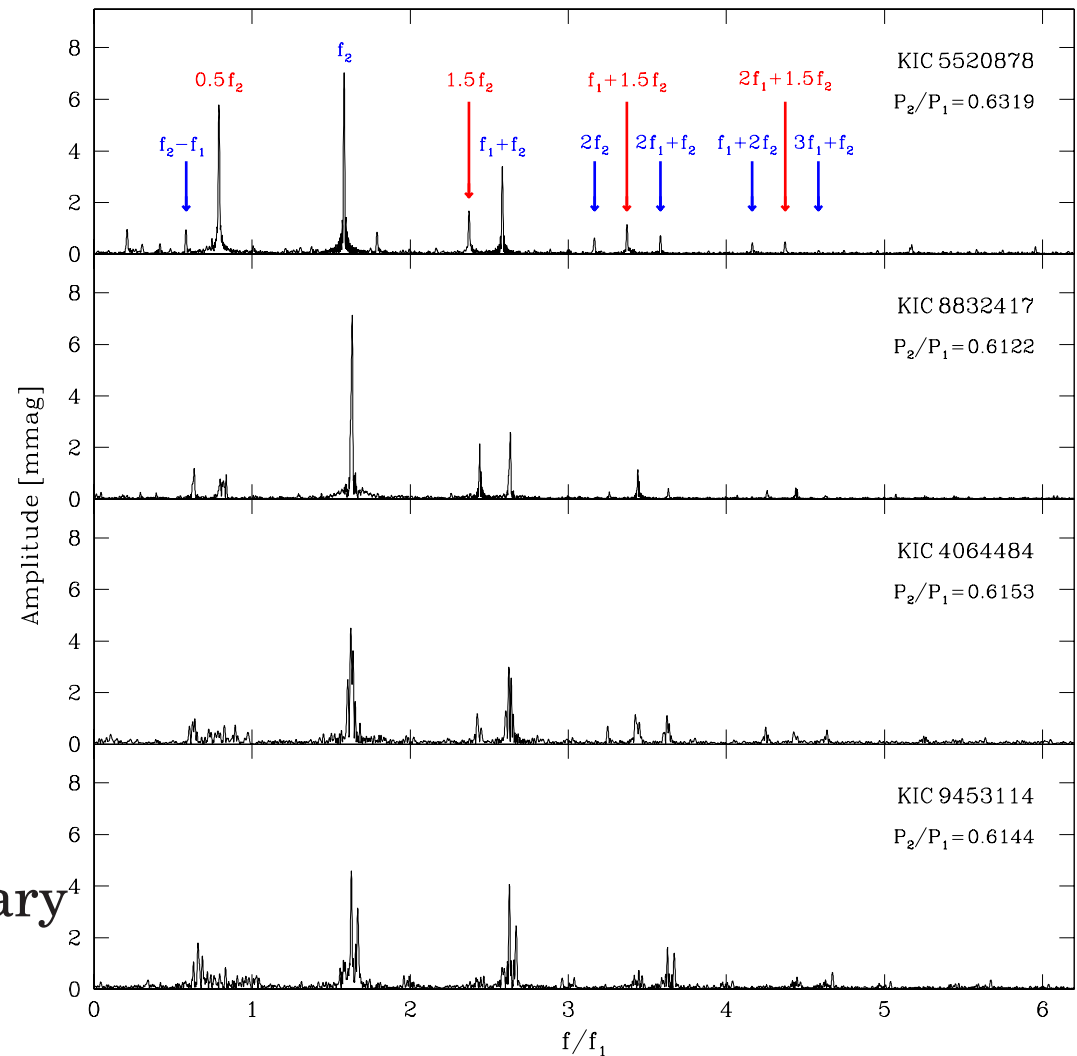 KIC 5520878
P₂/P₁=0.6319
f₂
0.5f₂
1.5f₂
f₁+1.5f₂
2f₁+1.5f₂
f₂−f₁
f₁+f₂
2f₂
2f₁+f₂
f₁+2f₂
3f₁+f₂
8
6
4
2
0
KIC 8832417
P₂/P₁=0.6122
8
6
4
2
0
KIC 4064484
P₂/P₁=0.6153
8
6
4
2
0
KIC 9453114
P₂/P₁=0.6144
8
6
4
2
0
Amplitude [mmag]
ary
0 1 2 3 4 5 6
f/f₁